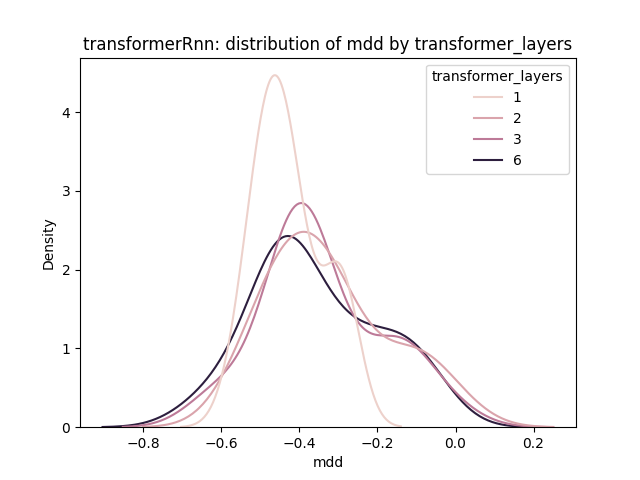 transformerRnn: distribution of mdd by transformer_layers
transformer_layers
1
2
3
6
Density
4
3
2
1
0
−0.8 −0.6 −0.4 −0.2 0.0 0.2
mdd